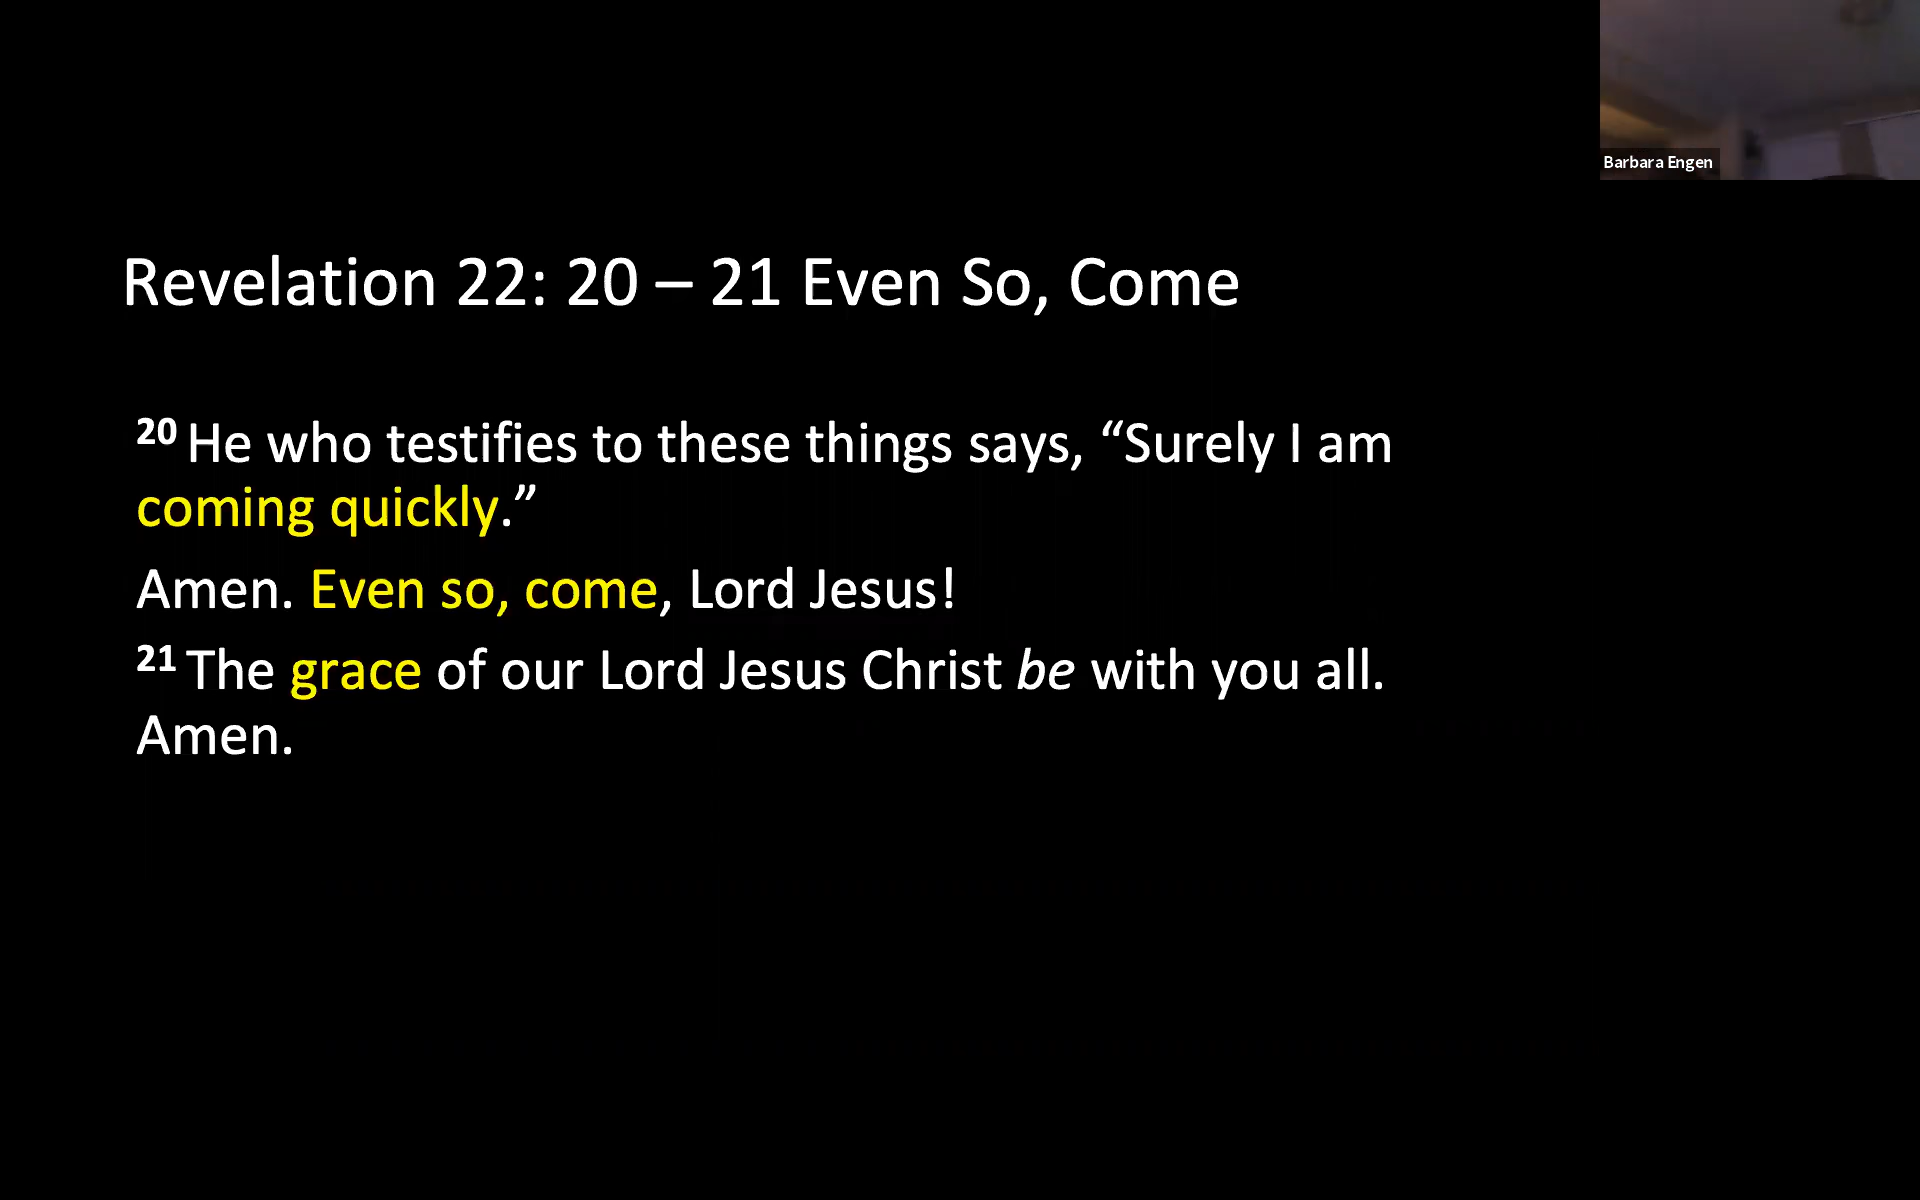 Barbara Engen
Revelation 22: 20 – 21 Even So, Come
20 He who testifies to these things says, “Surely I am
coming quickly.”
Amen. Even so, come, Lord Jesus!
21 The grace of our Lord Jesus Christ be with you all.
Amen.